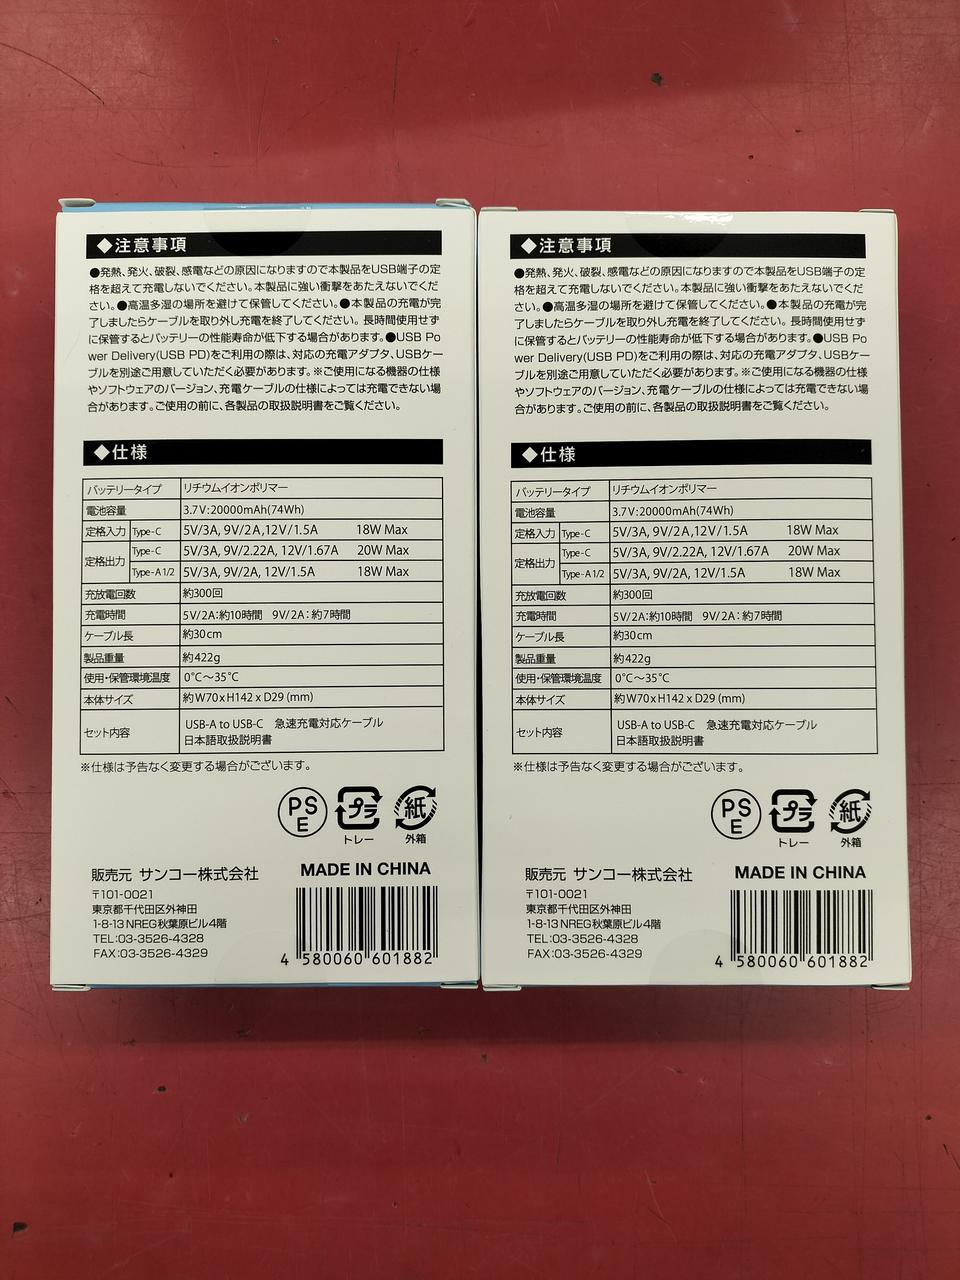 ◆注意事項
●発熱、発火、破裂、感電などの原因になりますので本製品をUSB端子の定
格を超えて充電しないでください。本製品に強い衝撃をあたえないでくだ
さい。●高温多湿の場所を避けて保管してください。●本製品の充電が完
了しましたらケーブルを取り外し充電を終了してください。長時間使用せず
に保管するとバッテリーの性能寿命が低下する場合があります。●USB Po
wer Delivery(USB PD)をご利用の際は、対応の充電アダプタ、USBケー
ブルを別途ご用意していただく必要があります。※ご使用になる機器の仕様
やソフトウェアのバージョン、充電ケーブルの仕様によっては充電できない場
合があります。ご使用の前に、各製品の取扱説明書をご覧ください。
◆仕様
バッテリータイプ リチウムイオンポリマー
電池容量 3.7V:20000mAh(74Wh)
定格入力 Type-C 5V/3A, 9V/2A,12V/1.5A 18W Max
定格出力 Type-C 5V/3A, 9V/2.22A, 12V/1.67A 20W Max
Type-A 1/2 5V/3A, 9V/2A, 12V/1.5A 18W Max
充放電回数 約300回
充電時間 5V/2A:約10時間 9V/2A:約7時間
ケーブル長 約30cm
製品重量 約422g
使用・保管環境温度 0℃~35℃
本体サイズ 約W70xH142xD29(mm)
セット内容 USB-A to USB-C 急速充電対応ケーブル
日本語取扱説明書
※仕様は予告なく変更する場合がございます。
PS
E
プラ
紙
トレー
外箱
販売元 サンコー株式会社
MADE IN CHINA
〒101-0021
東京都千代田区外神田
1-8-13 NREG秋葉原ビル4階
TEL:03-3526-4328
FAX:03-3526-4329
4 580060 601882
◆注意事項
●発熱、発火、破裂、感電などの原因になりますので本製品をUSB端子の定
格を超えて充電しないでください。本製品に強い衝撃をあたえないでくだ
さい。●高温多湿の場所を避けて保管してください。●本製品の充電が完
了しましたらケーブルを取り外し充電を終了してください。長時間使用せず
に保管するとバッテリーの性能寿命が低下する場合があります。●USB Po
wer Delivery(USB PD)をご利用の際は、対応の充電アダプタ、USBケー
ブルを別途ご用意していただく必要があります。※ご使用になる機器の仕様
やソフトウェアのバージョン、充電ケーブルの仕様によっては充電できない場
合があります。ご使用の前に、各製品の取扱説明書をご覧ください。
◆仕様
バッテリータイプ リチウムイオンポリマー
電池容量 3.7V:20000mAh(74Wh)
定格入力 Type-C 5V/3A, 9V/2A,12V/1.5A 18W Max
定格出力 Type-C 5V/3A, 9V/2.22A, 12V/1.67A 20W Max
Type-A 1/2 5V/3A, 9V/2A, 12V/1.5A 18W Max
充放電回数 約300回
充電時間 5V/2A:約10時間 9V/2A:約7時間
ケーブル長 約30cm
製品重量 約422g
使用・保管環境温度 0℃~35℃
本体サイズ 約W70xH142xD29(mm)
セット内容 USB-A to USB-C 急速充電対応ケーブル
日本語取扱説明書
※仕様は予告なく変更する場合がございます。
PS
E
プラ
紙
トレー
外箱
販売元 サンコー株式会社
MADE IN CHINA
〒101-0021
東京都千代田区外神田
1-8-13 NREG秋葉原ビル4階
TEL:03-3526-4328
FAX:03-3526-4329
4 580060 601882